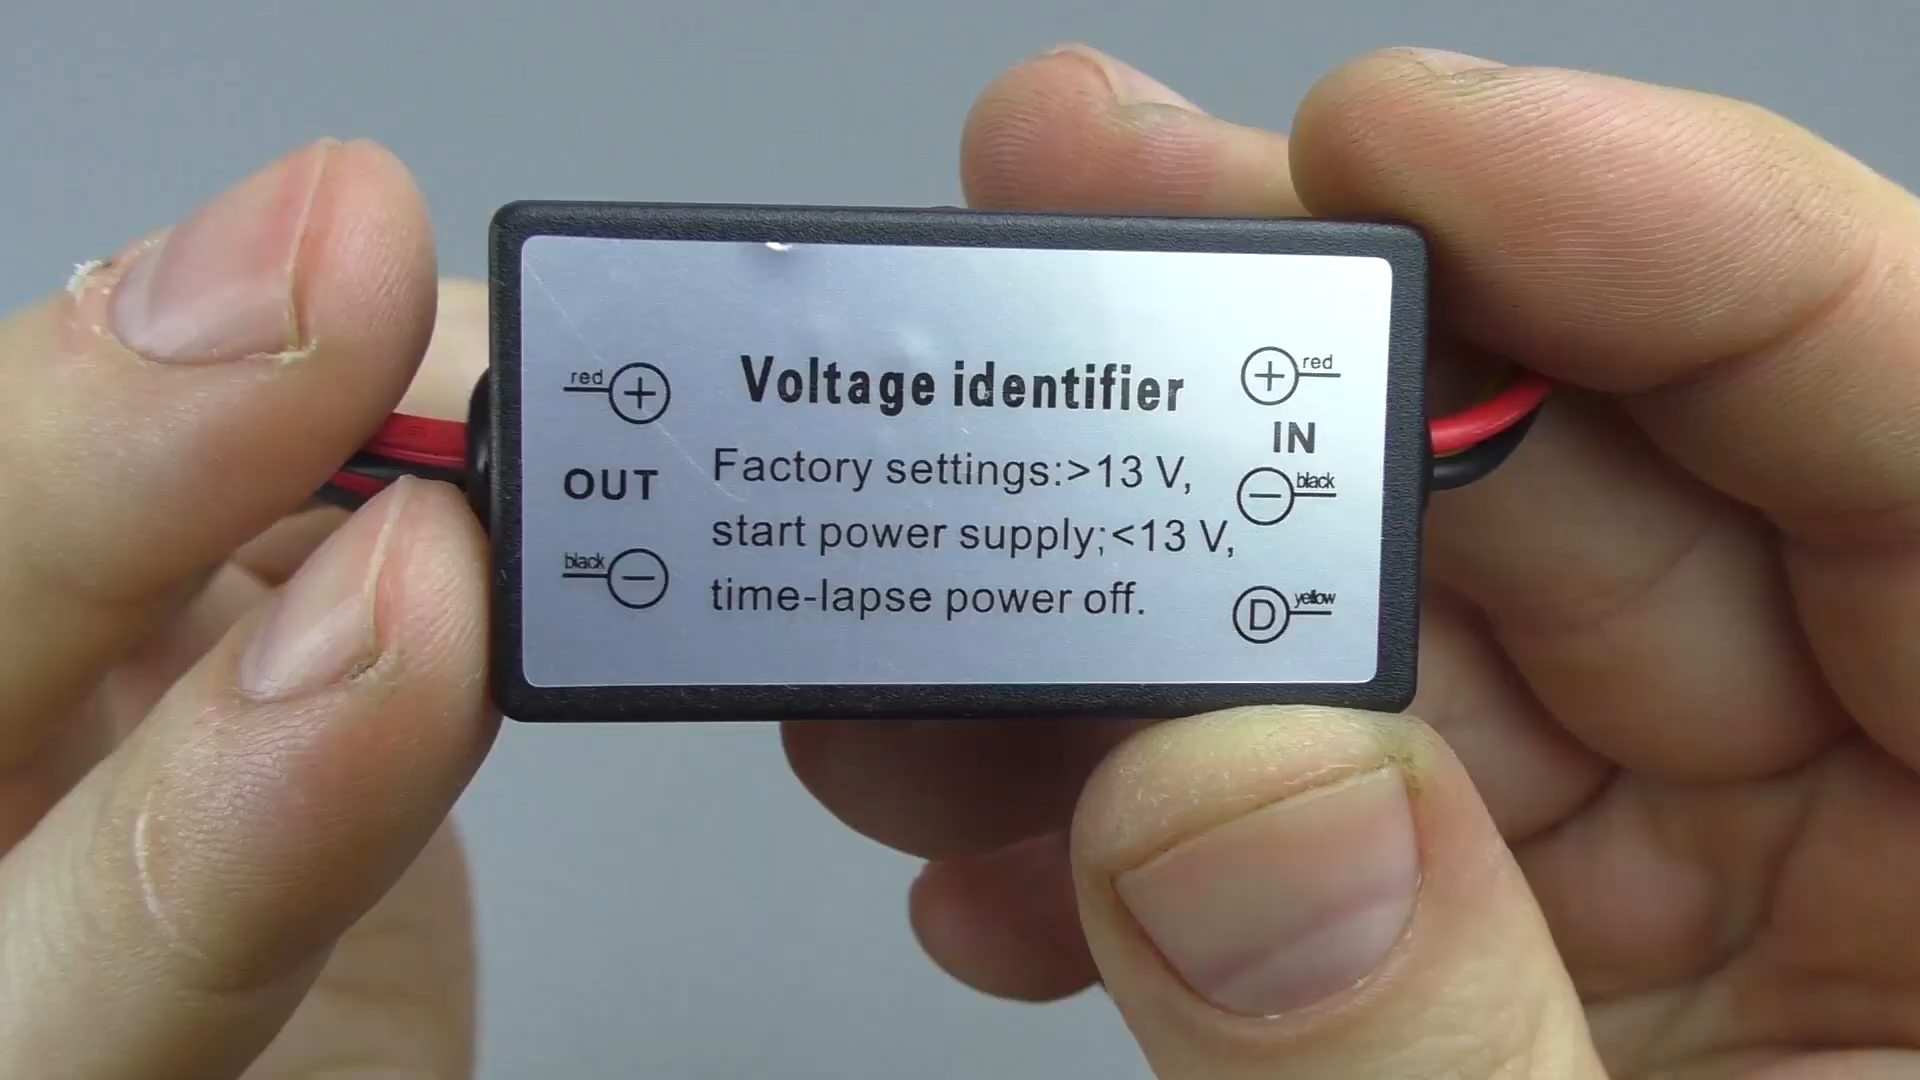 red +
OUT
black −
Voltage identifier
Factory settings:>13 V,
start power supply;<13 V,
time-lapse power off.
+ red
IN
− black
D yellow